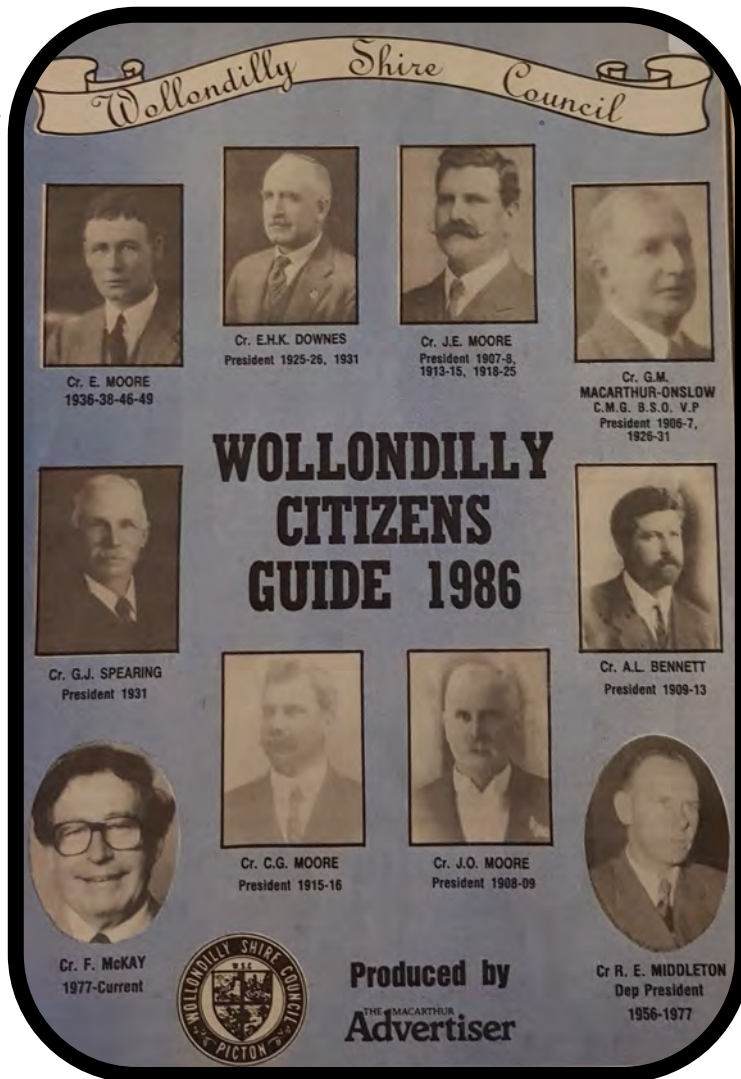 Wollondilly Shire Council
Cr. E. MOORE
1936-38-46-49
Cr. E.H.K. DOWNES
President 1925-26, 1931
Cr. J.E. MOORE
President 1907-8,
1913-15, 1918-25
Cr. G.M.
MACARTHUR-ONSLOW
C.M.G. B.S.O. V.P
President 1906-7,
1926-31
WOLLONDILLY
CITIZENS
GUIDE 1986
Cr. G.J. SPEARING
President 1931
Cr. A.L. BENNETT
President 1909-13
Cr. C.G. MOORE
President 1915-16
Cr. J.O. MOORE
President 1908-09
Cr. F. McKAY
1977-Current
Cr R. E. MIDDLETON
Dep President
1956-1977
WOLLONDILLY SHIRE COUNCIL
W.S.C
PICTON
Produced by
THE MACARTHUR
Advertiser